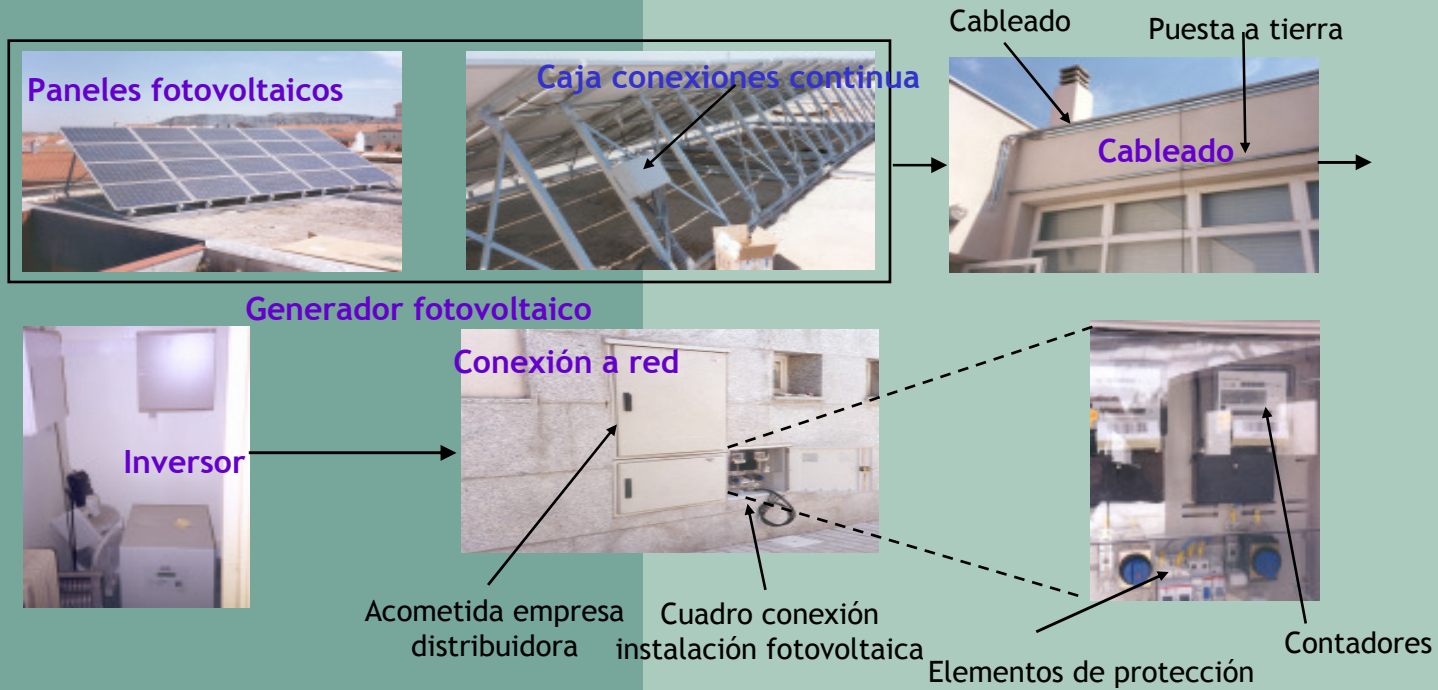 Cableado
Puesta a tierra
Paneles fotovoltaicos
Caja conexiones continua
Cableado
Generador fotovoltaico
Conexión a red
Inversor
Acometida empresa
distribuidora
Cuadro conexión
instalación fotovoltaica
Elementos de protección
Contadores